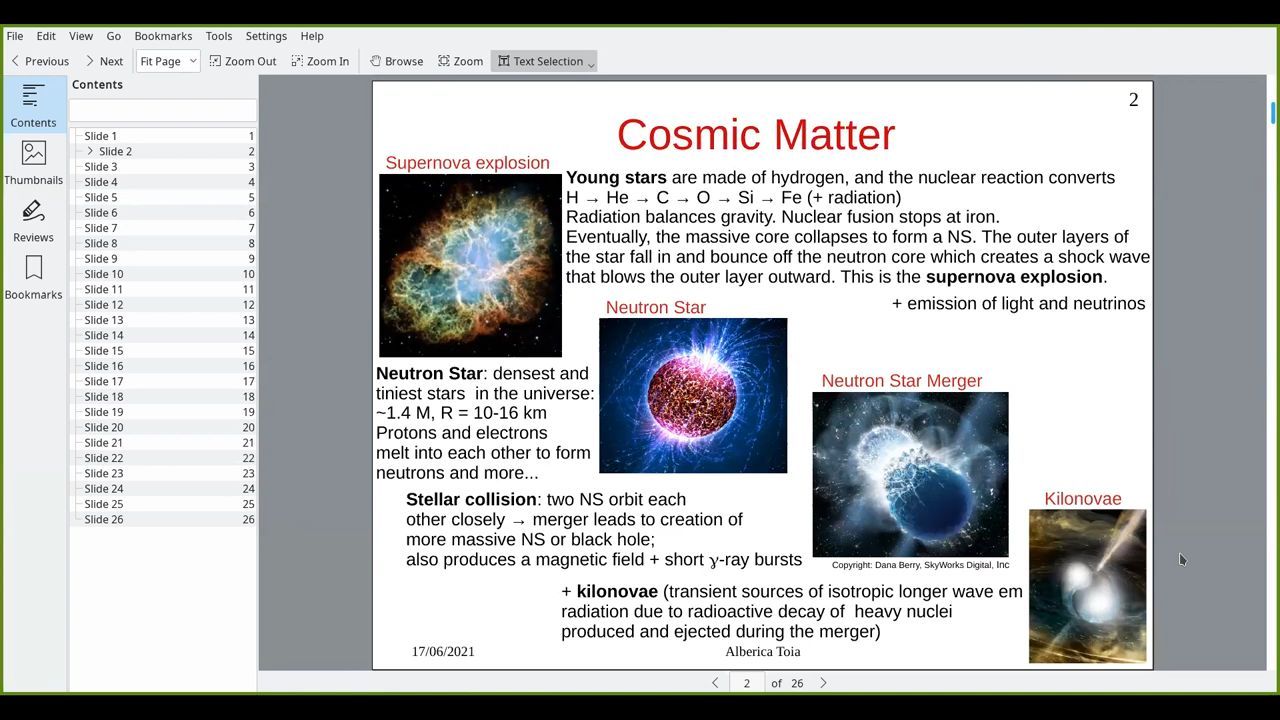 File Edit View Go Bookmarks Tools Settings Help
Previous Next Fit Page Zoom Out Zoom In Browse Zoom Text Selection
Contents
Thumbnails
Reviews
Bookmarks
Contents
Slide 1 1
Slide 2 2
Slide 3 3
Slide 4 4
Slide 5 5
Slide 6 6
Slide 7 7
Slide 8 8
Slide 9 9
Slide 10 10
Slide 11 11
Slide 12 12
Slide 13 13
Slide 14 14
Slide 15 15
Slide 16 16
Slide 17 17
Slide 18 18
Slide 19 19
Slide 20 20
Slide 21 21
Slide 22 22
Slide 23 23
Slide 24 24
Slide 25 25
Slide 26 26
2
Cosmic Matter
Supernova explosion
Young stars are made of hydrogen, and the nuclear reaction converts
H → He → C → O → Si → Fe (+ radiation)
Radiation balances gravity. Nuclear fusion stops at iron.
Eventually, the massive core collapses to form a NS. The outer layers of
the star fall in and bounce off the neutron core which creates a shock wave
that blows the outer layer outward. This is the supernova explosion.
+ emission of light and neutrinos
Neutron Star
Neutron Star: densest and
tiniest stars in the universe:
~1.4 M, R = 10-16 km
Protons and electrons
melt into each other to form
neutrons and more...
Neutron Star Merger
Stellar collision: two NS orbit each
other closely → merger leads to creation of
more massive NS or black hole;
also produces a magnetic field + short γ-ray bursts
Copyright: Dana Berry, SkyWorks Digital, Inc
Kilonovae
+ kilonovae (transient sources of isotropic longer wave em
radiation due to radioactive decay of heavy nuclei
produced and ejected during the merger)
17/06/2021 Alberica Toia
2 of 26